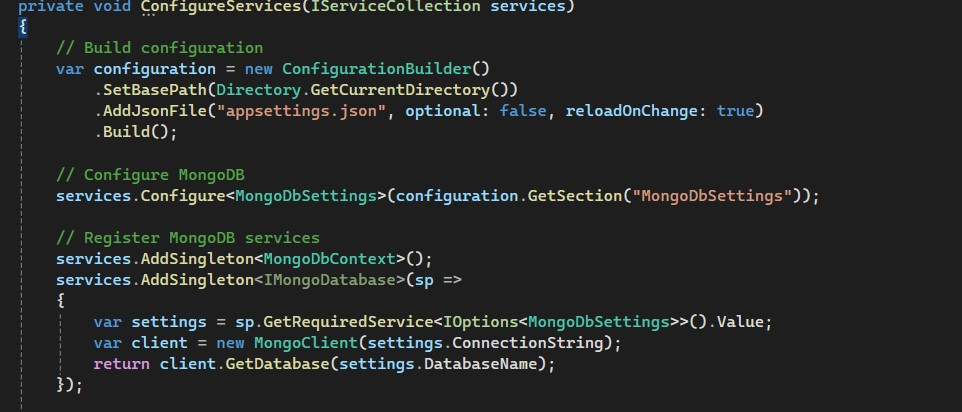 private void ConfigureServices(IServiceCollection services)
{
// Build configuration
var configuration = new ConfigurationBuilder()
.SetBasePath(Directory.GetCurrentDirectory())
.AddJsonFile("appsettings.json", optional: false, reloadOnChange: true)
.Build();
// Configure MongoDB
services.Configure<MongoDbSettings>(configuration.GetSection("MongoDbSettings"));
// Register MongoDB services
services.AddSingleton<MongoDbContext>();
services.AddSingleton<IMongoDatabase>(sp =>
{
var settings = sp.GetRequiredService<IOptions<MongoDbSettings>>().Value;
var client = new MongoClient(settings.ConnectionString);
return client.GetDatabase(settings.DatabaseName);
});